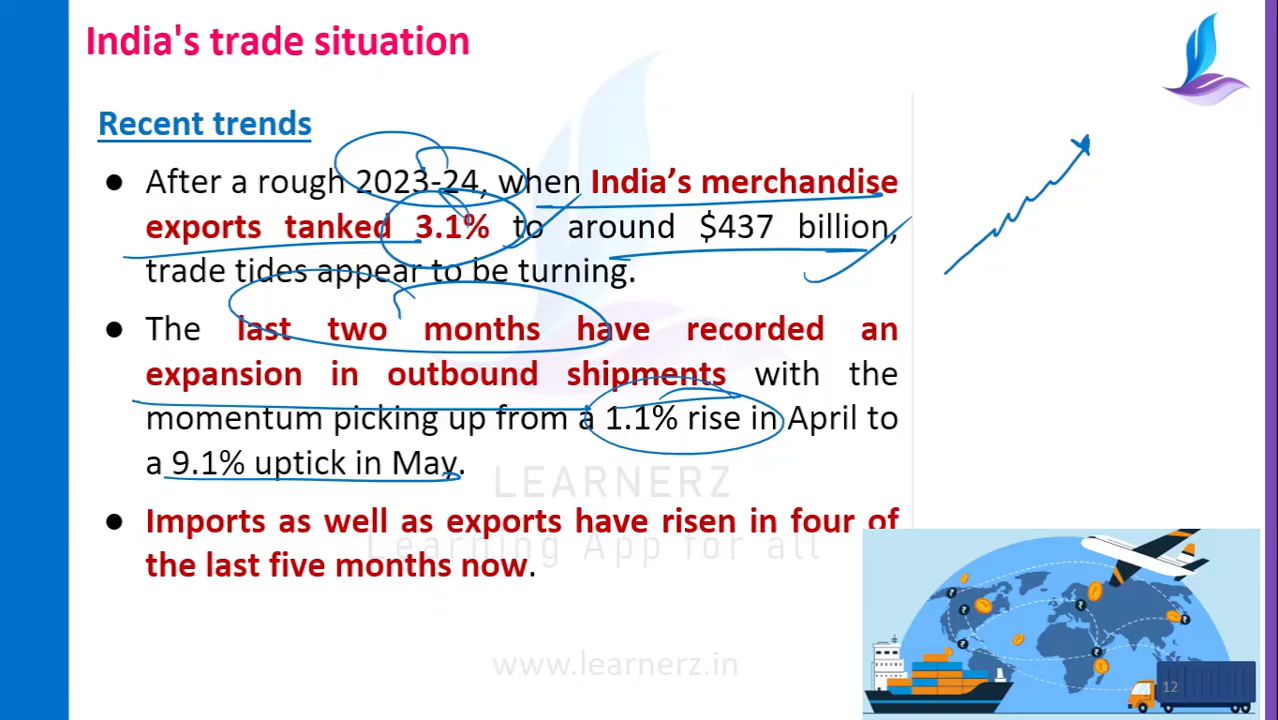 India's trade situation
Recent trends
● After a rough 2023-24, when India’s merchandise
exports tanked 3.1% to around $437 billion,
trade tides appear to be turning.
● The last two months have recorded an
expansion in outbound shipments with the
momentum picking up from a 1.1% rise in April to
a 9.1% uptick in May.
LEARNERZ
● Imports as well as exports have risen in four of
Learning App for all
the last five months now.
www.learnerz.in
12